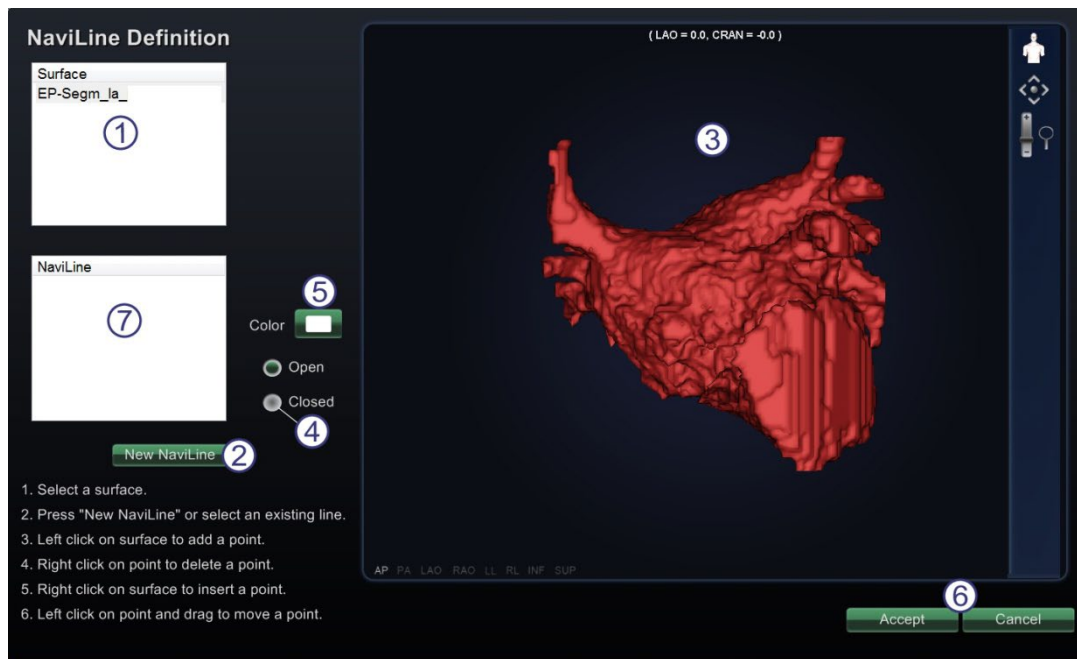 NaviLine Definition
Surface
EP-Segm_la_
1
NaviLine
7
5
Color
Open
Closed
4
New NaviLine
2
1. Select a surface.
2. Press "New NaviLine" or select an existing line.
3. Left click on surface to add a point.
4. Right click on point to delete a point.
5. Right click on surface to insert a point.
6. Left click on point and drag to move a point.
( LAO = 0.0, CRAN = -0.0 )
3
+
-
AP PA LAO RAO LL RL INF SUP
6
Accept Cancel